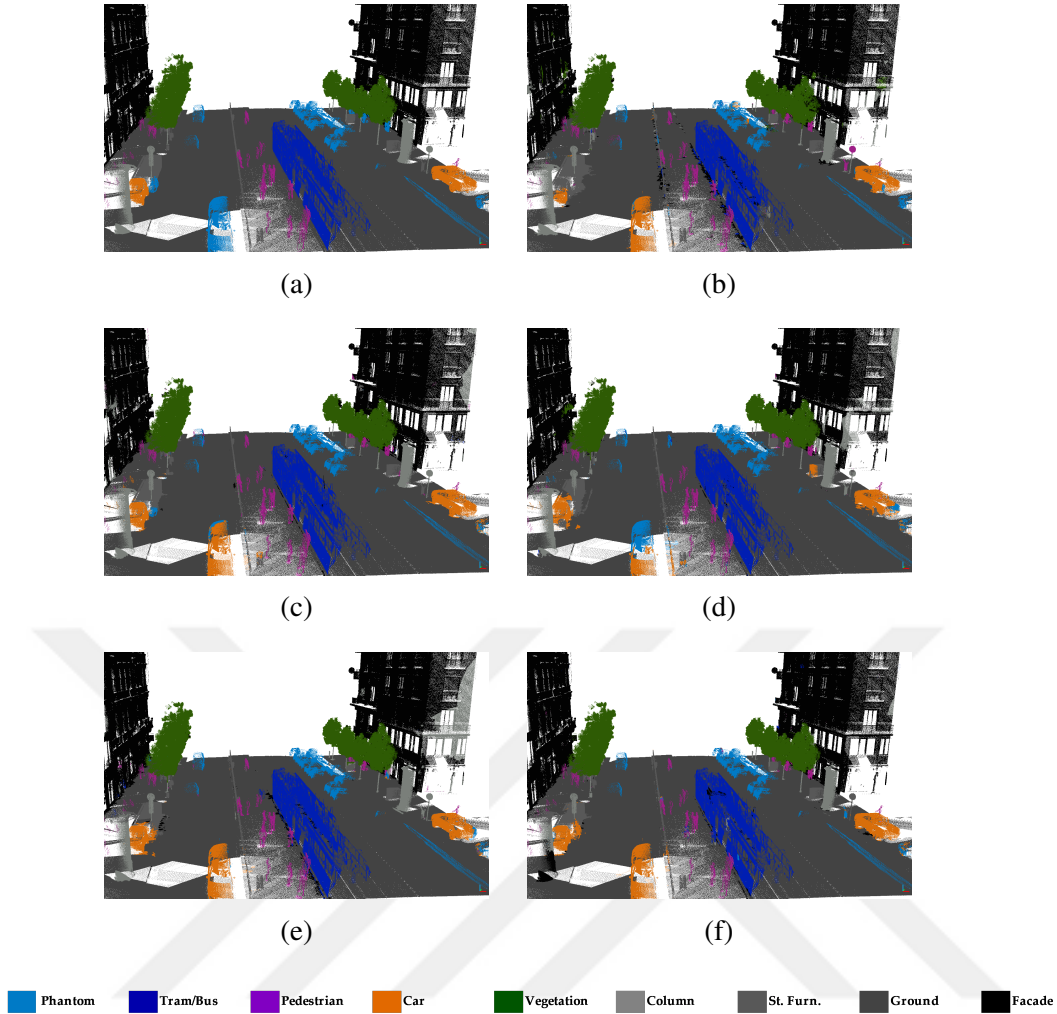 (a) (b)
(c) (d)
(e) (f)
Phantom Tram/Bus Pedestrian Car Vegetation Column St. Furn. Ground Facade